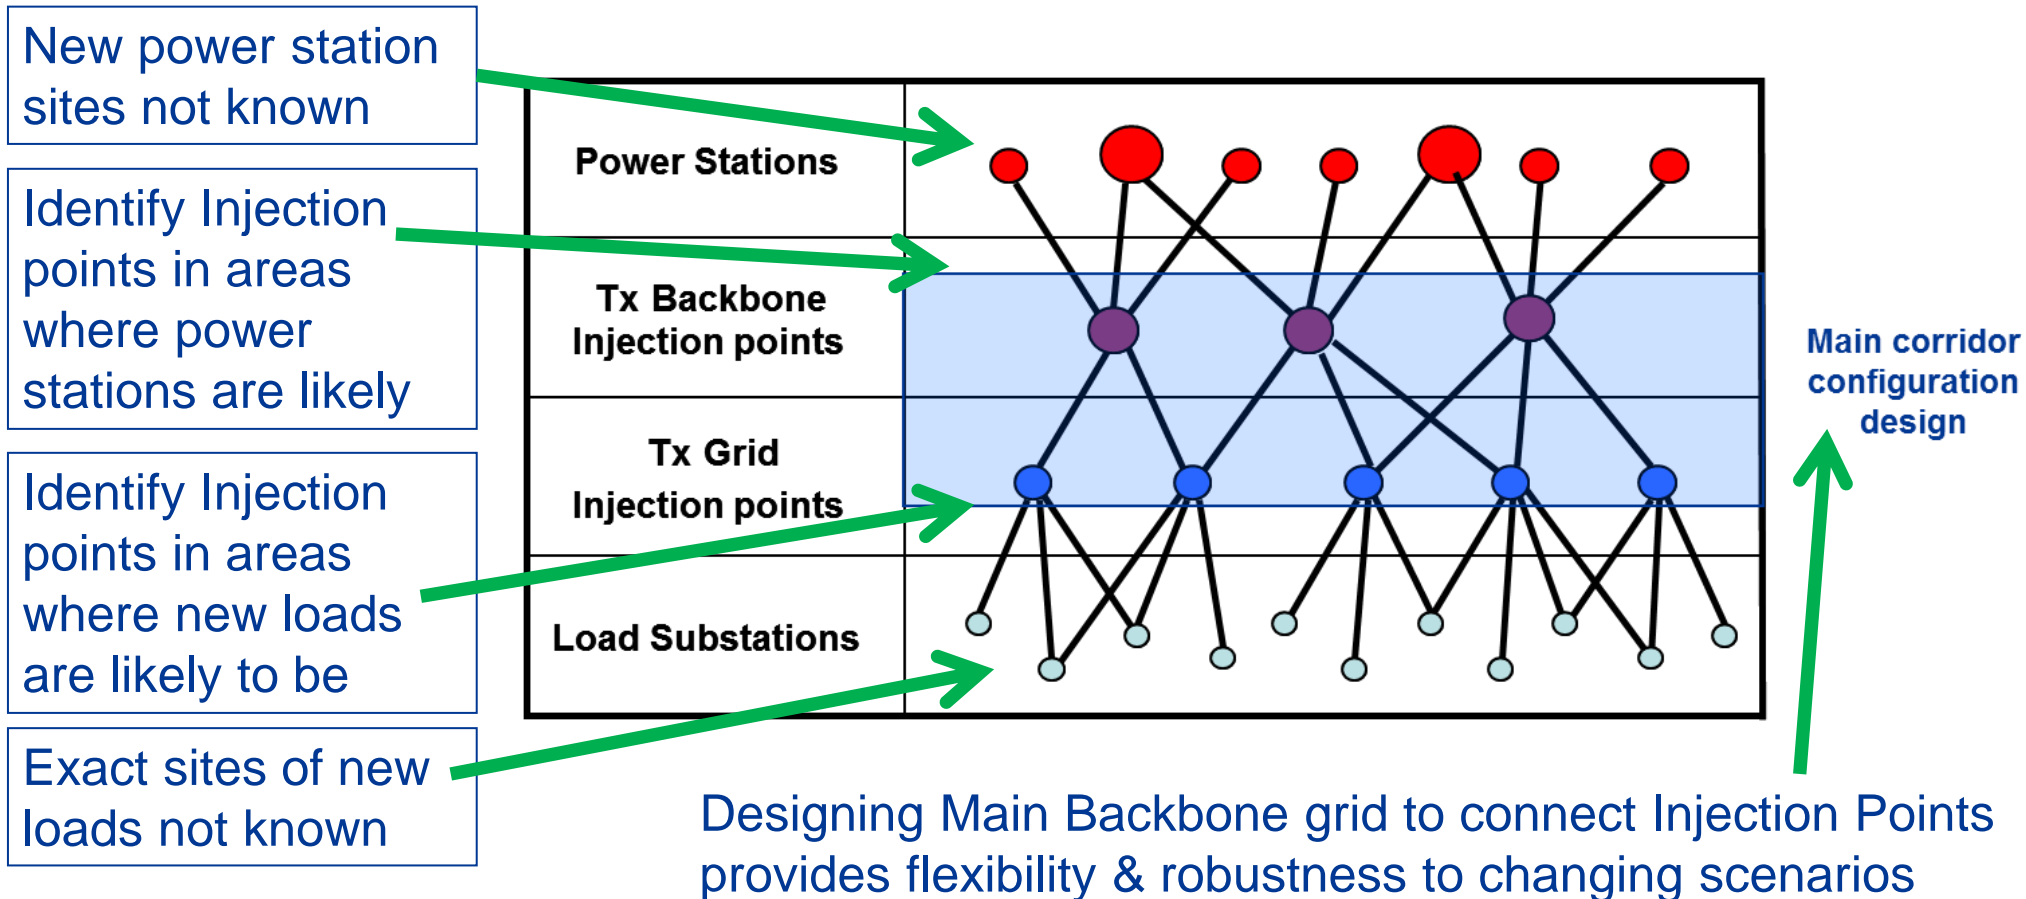 New power station
sites not known
Identify Injection
points in areas
where power
stations are likely
Identify Injection
points in areas
where new loads
are likely to be
Exact sites of new
loads not known
Power Stations
Tx Backbone
Injection points
Tx Grid
Injection points
Load Substations
Main corridor
configuration
design
Designing Main Backbone grid to connect Injection Points
provides flexibility & robustness to changing scenarios